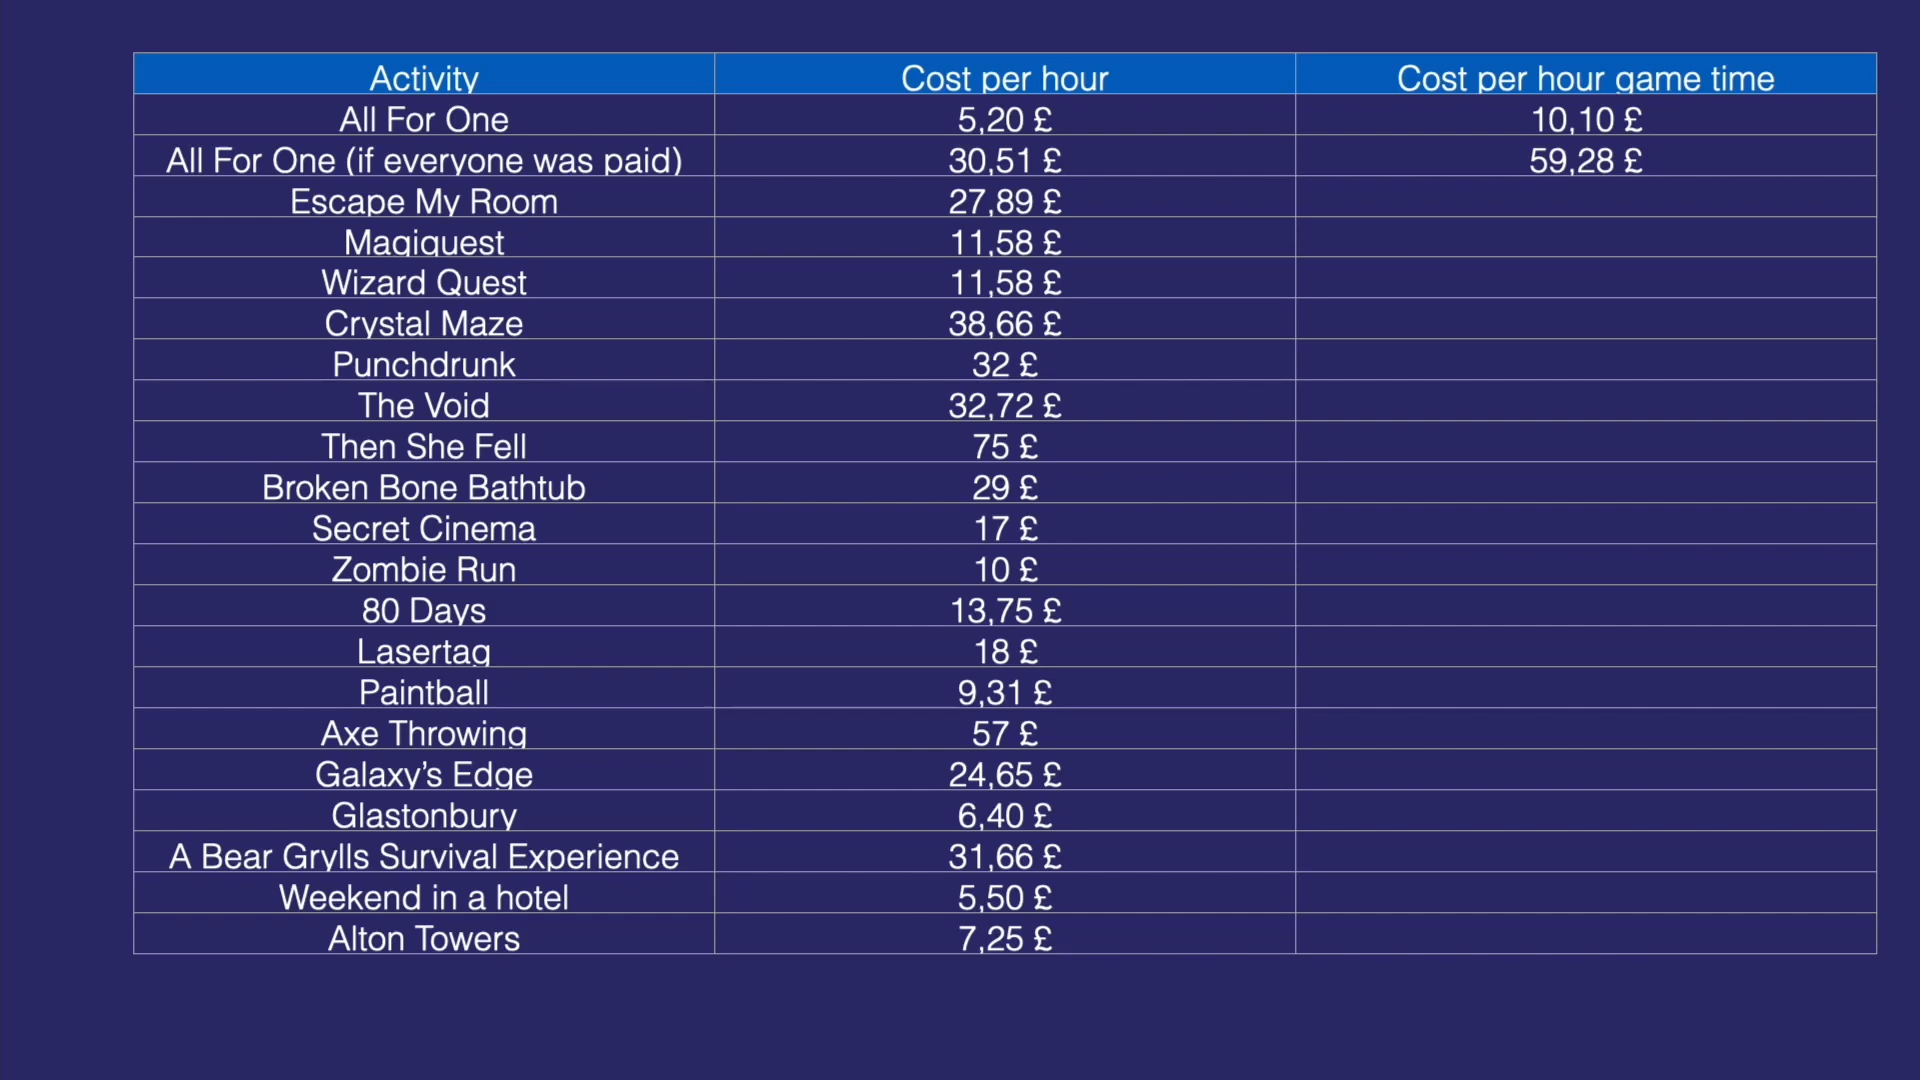 Activity Cost per hour Cost per hour game time
All For One 5,20 £ 10,10 £
All For One (if everyone was paid) 30,51 £ 59,28 £
Escape My Room 27,89 £
Magiquest 11,58 £
Wizard Quest 11,58 £
Crystal Maze 38,66 £
Punchdrunk 32 £
The Void 32,72 £
Then She Fell 75 £
Broken Bone Bathtub 29 £
Secret Cinema 17 £
Zombie Run 10 £
80 Days 13,75 £
Lasertag 18 £
Paintball 9,31 £
Axe Throwing 57 £
Galaxy’s Edge 24,65 £
Glastonbury 6,40 £
A Bear Grylls Survival Experience 31,66 £
Weekend in a hotel 5,50 £
Alton Towers 7,25 £